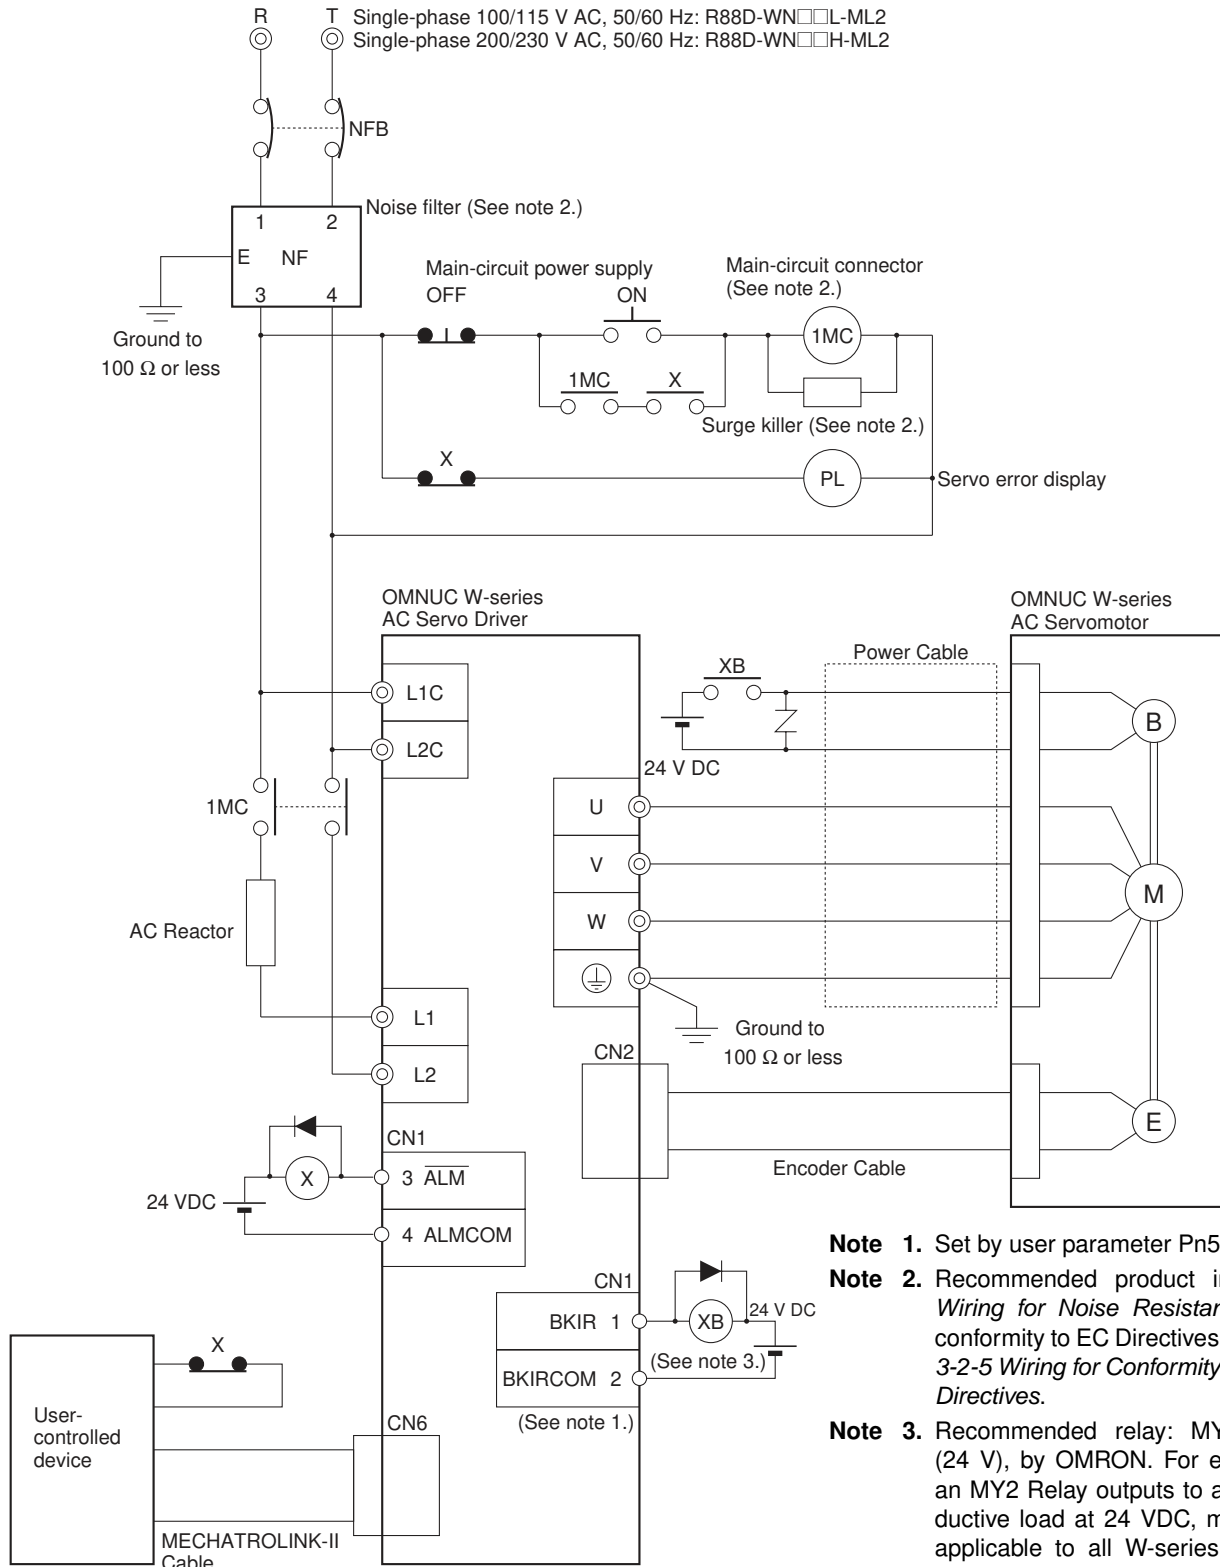 R T Single-phase 100/115 V AC, 50/60 Hz: R88D-WN□□L-ML2
Single-phase 200/230 V AC, 50/60 Hz: R88D-WN□□H-ML2
NFB
Noise filter (See note 2.)
1 2
E NF
3 4
Ground to
100 Ω or less
Main-circuit power supply
OFF ON
Main-circuit connector
(See note 2.)
1MC
1MC X
Surge killer (See note 2.)
X
PL
Servo error display
OMNUC W-series
AC Servo Driver
OMNUC W-series
AC Servomotor
Power Cable
XB
L1C
B
L2C
24 V DC
1MC
U
V
M
W
AC Reactor
L1
Ground to
100 Ω or less
CN2
L2
E
Encoder Cable
CN1
X
3 ALM
24 VDC
4 ALMCOM
CN1
BKIR 1
XB
24 V DC
(See note 3.)
BKIRCOM 2
(See note 1.)
X
User-
controlled
device
CN6
MECHATROLINK-II
Cable
Note 1. Set by user parameter Pn5
Note 2. Recommended product in
Wiring for Noise Resistan
conformity to EC Directives
3-2-5 Wiring for Conformity
Directives.
Note 3. Recommended relay: MY
(24 V), by OMRON. For e
an MY2 Relay outputs to a
ductive load at 24 VDC, m
applicable to all W-series